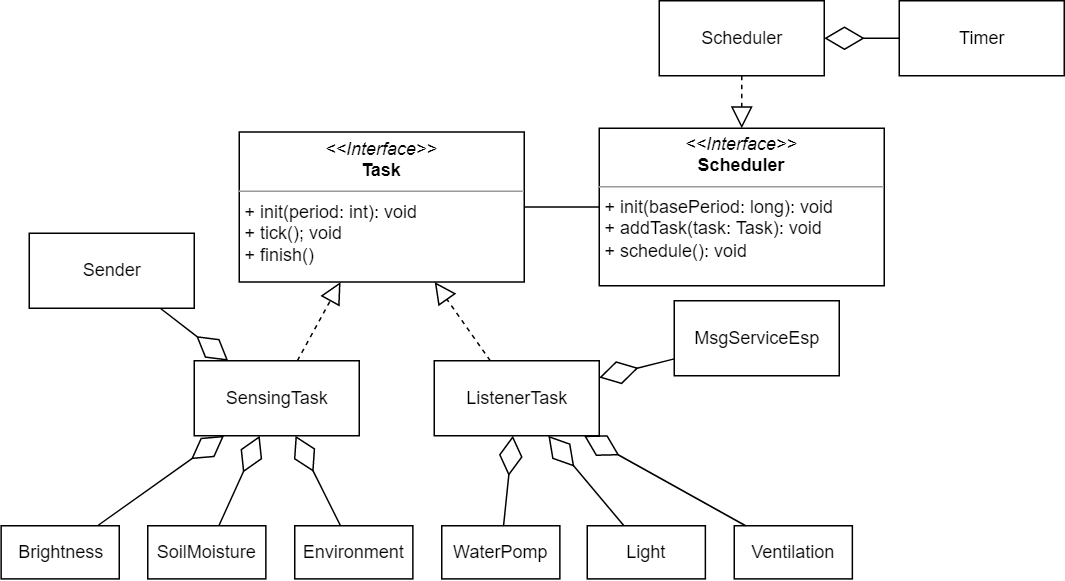 Scheduler
Timer
<<Interface>>
Task
+ init(period: int): void
+ tick(); void
+ finish()
<<Interface>>
Scheduler
+ init(basePeriod: long): void
+ addTask(task: Task): void
+ schedule(): void
Sender
MsgServiceEsp
SensingTask
ListenerTask
Brightness
SoilMoisture
Environment
WaterPomp
Light
Ventilation